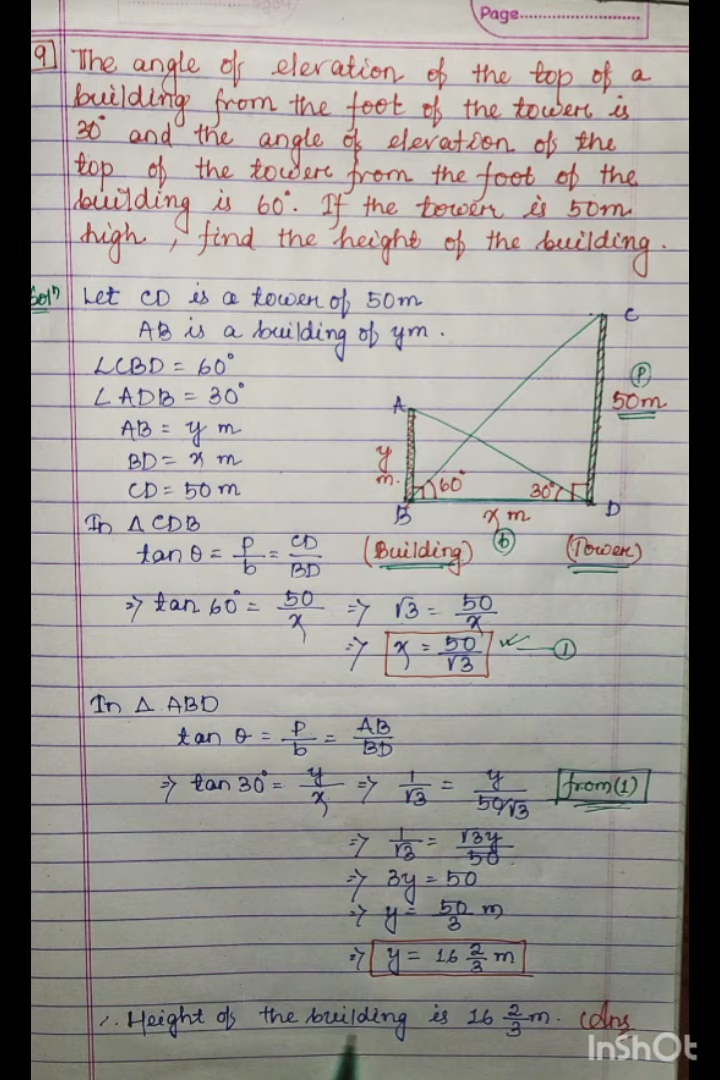 Page
9] The angle of elevation of the top of a
building from the foot of the tower is
30° and the angle of elevation of the
top of the tower from the foot of the
building is 60°. If the tower is 50m
high, find the height of the building.
Solⁿ Let CD is a tower of 50m
AB is a building of ym.
∠CBD = 60°
∠ADB = 30°
AB = y m
BD = x m
CD = 50 m
C
P
50m
A
y
m.
60°
30°
B
x m
D
b
(Building)
(Tower)
In △ CDB
tan θ = P/b = CD/BD
⇒ tan 60° = 50/x ⇒ √3 = 50/x
⇒ x = 50/√3 ①
In △ ABD
tan θ = P/b = AB/BD
⇒ tan 30° = y/x ⇒ 1/√3 = y/50/√3 from(1)
⇒ 1/√3 = √3y/50
⇒ 3y = 50
⇒ y = 50/3 m
⇒ y = 16 2/3 m
∴ Height of the building is 16 2/3 m. (Ans
InShOt